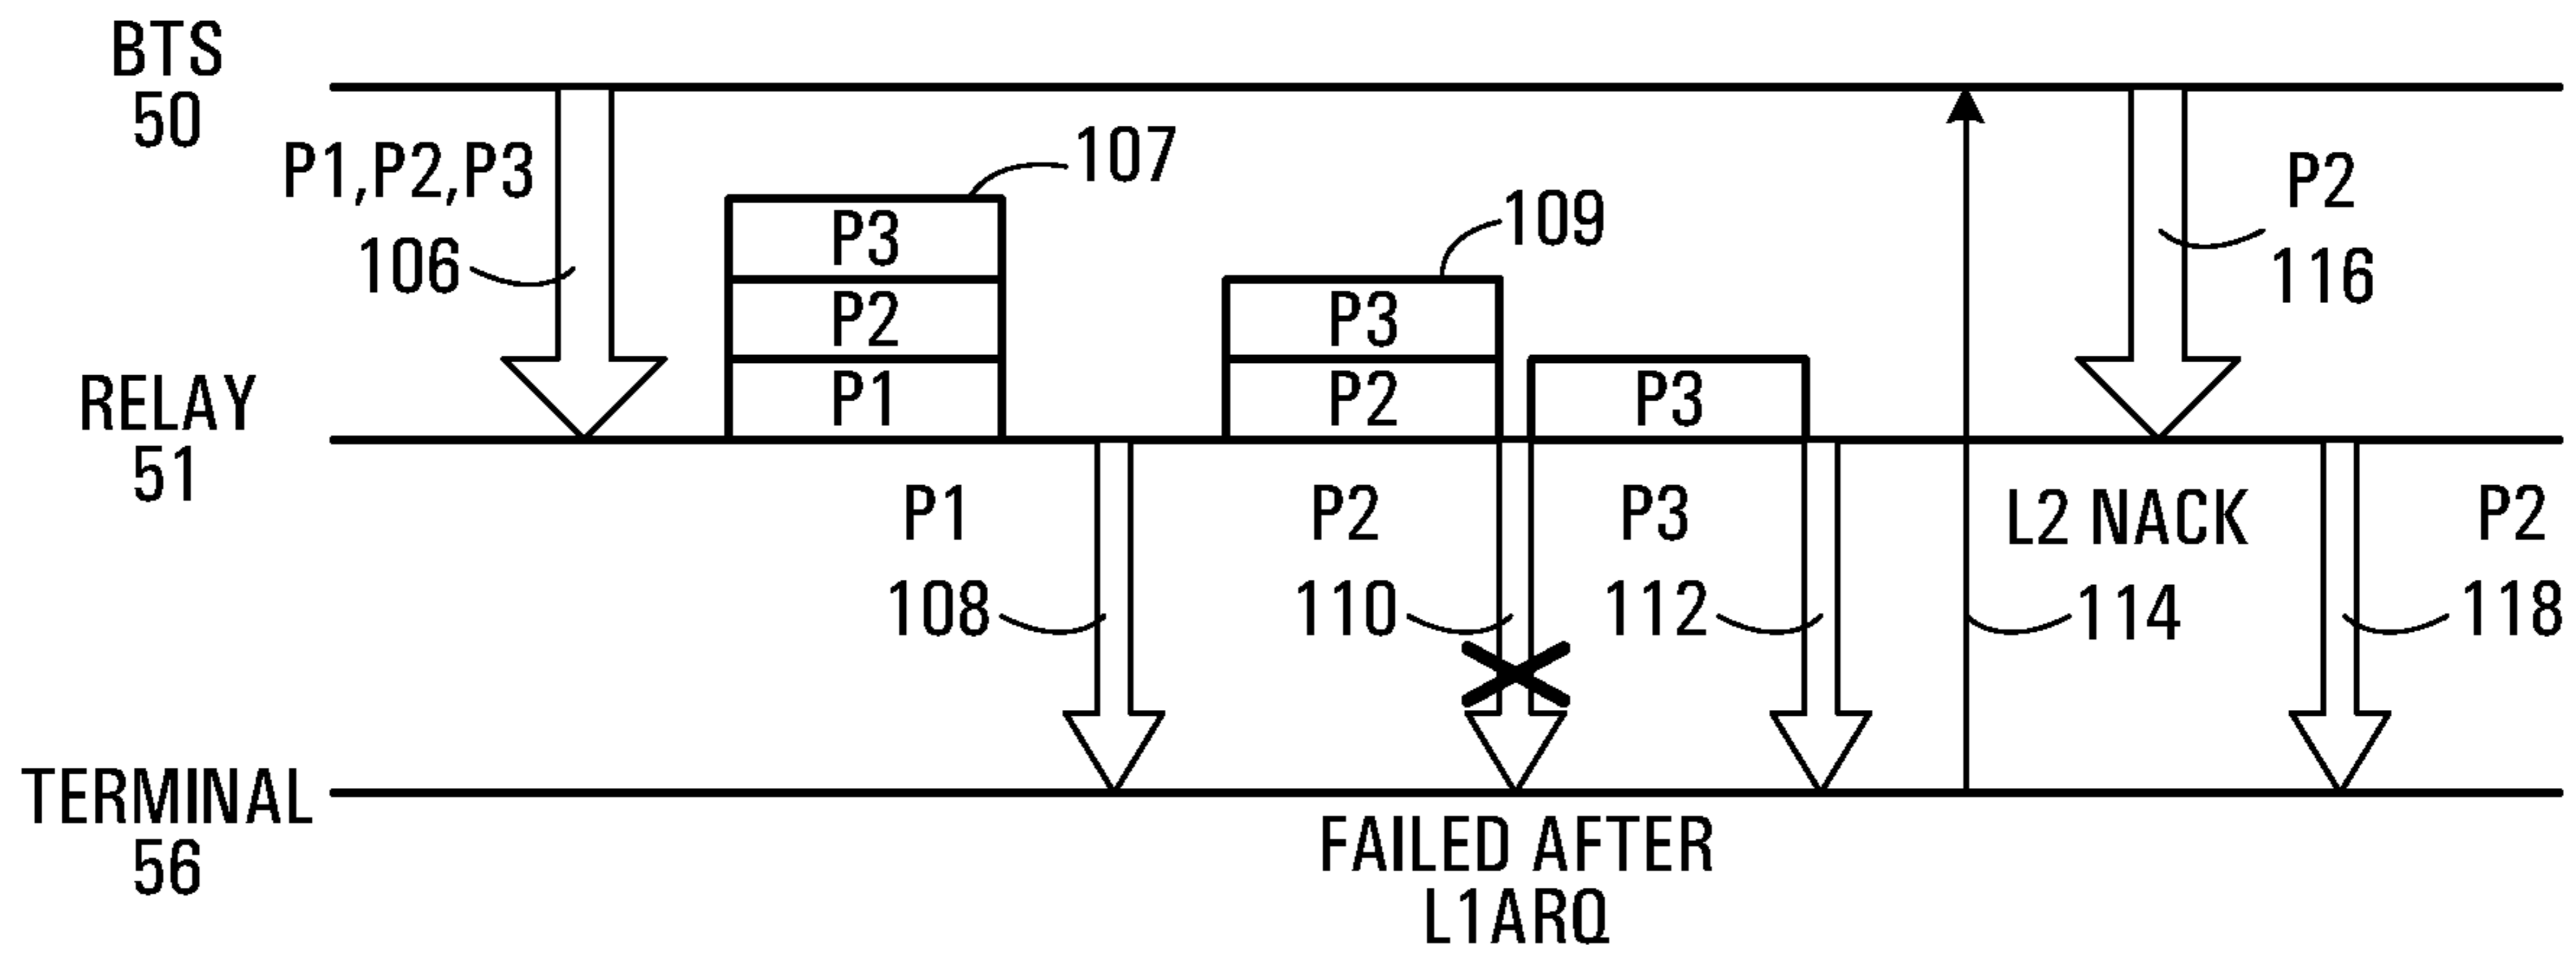 BTS
50
P1,P2,P3
106
107
P3
P2
P1
109
P3
P2
P3
P2
116
RELAY
51
P1
108
P2
110
P3
112
L2 NACK
114
P2
118
TERMINAL
56
FAILED AFTER
L1ARQ